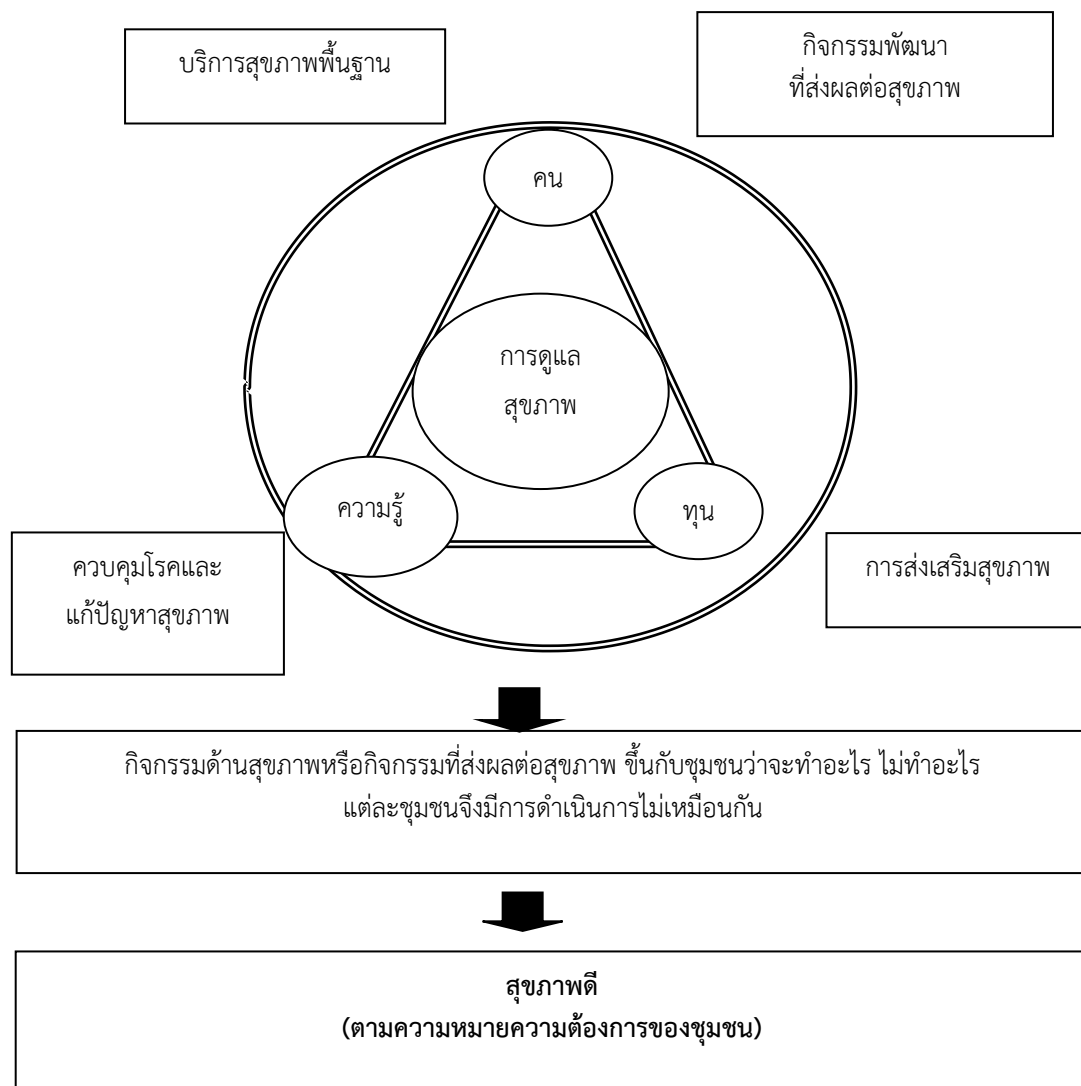 บริการสุขภาพพื้นฐาน
กิจกรรมพัฒนา
ที่ส่งผลต่อสุขภาพ
คน
การดูแล
สุขภาพ
ความรู้
ทุน
ควบคุมโรคและ
แก้ปัญหาสุขภาพ
การส่งเสริมสุขภาพ
กิจกรรมด้านสุขภาพหรือกิจกรรมที่ส่งผลต่อสุขภาพ ขึ้นกับชุมชนว่าจะทำอะไร ไม่ทำอะไร
แต่ละชุมชนจึงมีการดำเนินการไม่เหมือนกัน
สุขภาพดี
(ตามความหมายความต้องการของชุมชน)